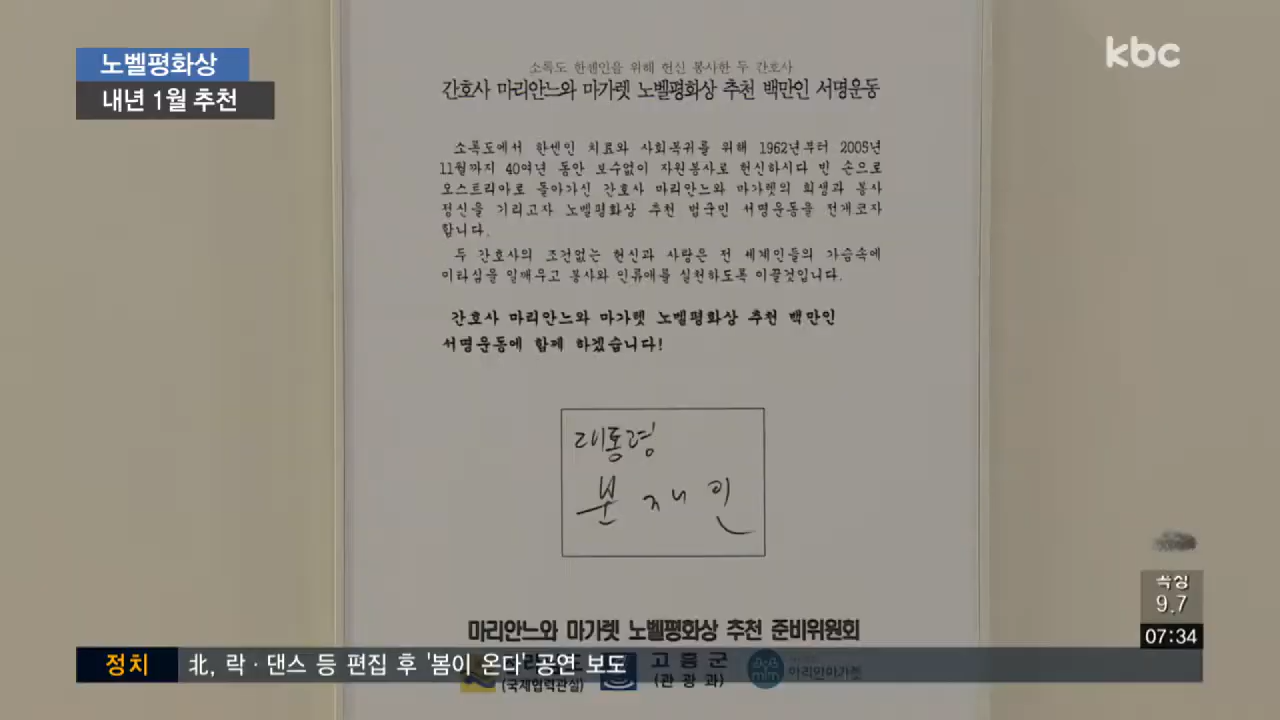 노벨평화상
내년 1월 추천
kbc
소록도 한센인을 위해 헌신 봉사한 두 간호사
간호사 마리안느와 마가렛 노벨평화상 추천 백만인 서명운동
소록도에서 한센인 치료와 사회복귀를 위해 1962년부터 2005년
11월까지 40여년 동안 보수없이 자원봉사로 헌신하시다 빈 손으로
오스트리아로 돌아가신 간호사 마리안느와 마가렛의 희생과 봉사
정신을 기리고자 노벨평화상 추천 범국민 서명운동을 전개코자
합니다.
두 간호사의 조건없는 헌신과 사랑은 전 세계인들의 가슴속에
이타심을 일깨우고 봉사와 인류애를 실천하도록 이끌것입니다.
간호사 마리안느와 마가렛 노벨평화상 추천 백만인
서명운동에 함께 하겠습니다!
대통령
문 재 인
마리안느와 마가렛 노벨평화상 추천 준비위원회
고흥군
(국제협력관실)
(관광과)
마리안마가렛
9.7
07:34
정치
北, 락·댄스 등 편집 후 '봄이 온다' 공연 보도